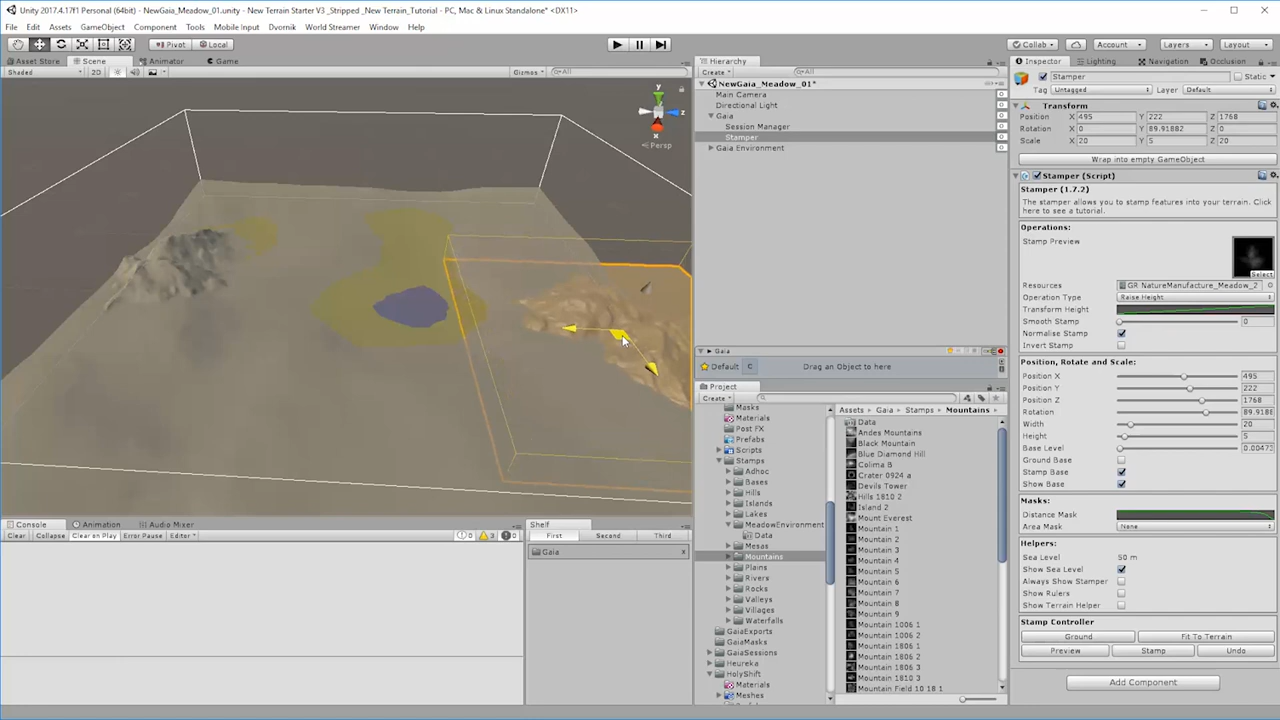 Unity 2017.4.17f1 Personal (64bit) - NewGaia_Meadow_01.unity - New Terrain Starter V3 _Stripped _New Terrain_Tutorial - PC, Mac & Linux Standalone* <DX11>
File Edit Assets GameObject Component Tools Mobile Input Dvornik World Streamer Window Help
Pivot Local Collab Account Layers Layout
Asset Store Scene Animator Game
Shaded 2D Gizmos All
y
z
x
Persp
Hierarchy
Create All
NewGaia_Meadow_01*
Main Camera
Directional Light
Gaia
Session Manager
Stamper
Gaia Environment
Gaia
Default C Drag an Object to here
Project
Create
Masks
Materials
Post FX
Prefabs
Scripts
Stamps
Adhoc
Bases
Hills
Islands
Lakes
MeadowEnvironment
Data
Mesas
Mountains
Plains
Rivers
Rocks
Valleys
Villages
Waterfalls
GaiaExports
GaiaMasks
GaiaSessions
Heureka
HolyShift
Materials
Meshes
Assets Gaia Stamps Mountains
Data
Andes Mountains
Black Mountain
Blue Diamond Hill
Colima B
Crater 0924 a
Devils Tower
Hills 1810 2
Island 2
Mount Everest
Mountain 1
Mountain 2
Mountain 3
Mountain 4
Mountain 5
Mountain 6
Mountain 7
Mountain 8
Mountain 9
Mountain 1006 1
Mountain 1006 2
Mountain 1806 1
Mountain 1806 2
Mountain 1806 3
Mountain 1810 3
Mountain Field 10 18 1
Inspector Lighting Navigation Occlusion
Stamper Static
Tag Untagged Layer Default
Transform
Position X 495 Y 222 Z 1768
Rotation X 0 Y 89.91882 Z 0
Scale X 20 Y 5 Z 20
Wrap into empty GameObject
Stamper (Script)
Stamper (1.7.2)
The stamper allows you to stamp features into your terrain. Click
here to see a tutorial.
Operations:
Stamp Preview
Select
Resources GR NatureManufacture_Meadow_2
Operation Type Raise Height
Transform Height
Smooth Stamp 0
Normalise Stamp
Invert Stamp
Position, Rotate and Scale:
Position X 495
Position Y 222
Position Z 1768
Rotation 89.9188
Width 20
Height 5
Base Level 0.00473
Ground Base
Stamp Base
Show Base
Masks:
Distance Mask
Area Mask None
Helpers:
Sea Level 50 m
Show Sea Level
Always Show Stamper
Show Rulers
Show Terrain Helper
Stamp Controller
Ground Fit To Terrain
Preview Stamp Undo
Add Component
Console Animation Audio Mixer
Clear Collapse Clear on Play Error Pause Editor 0 3 0
Shelf
First Second Third
Gaia x